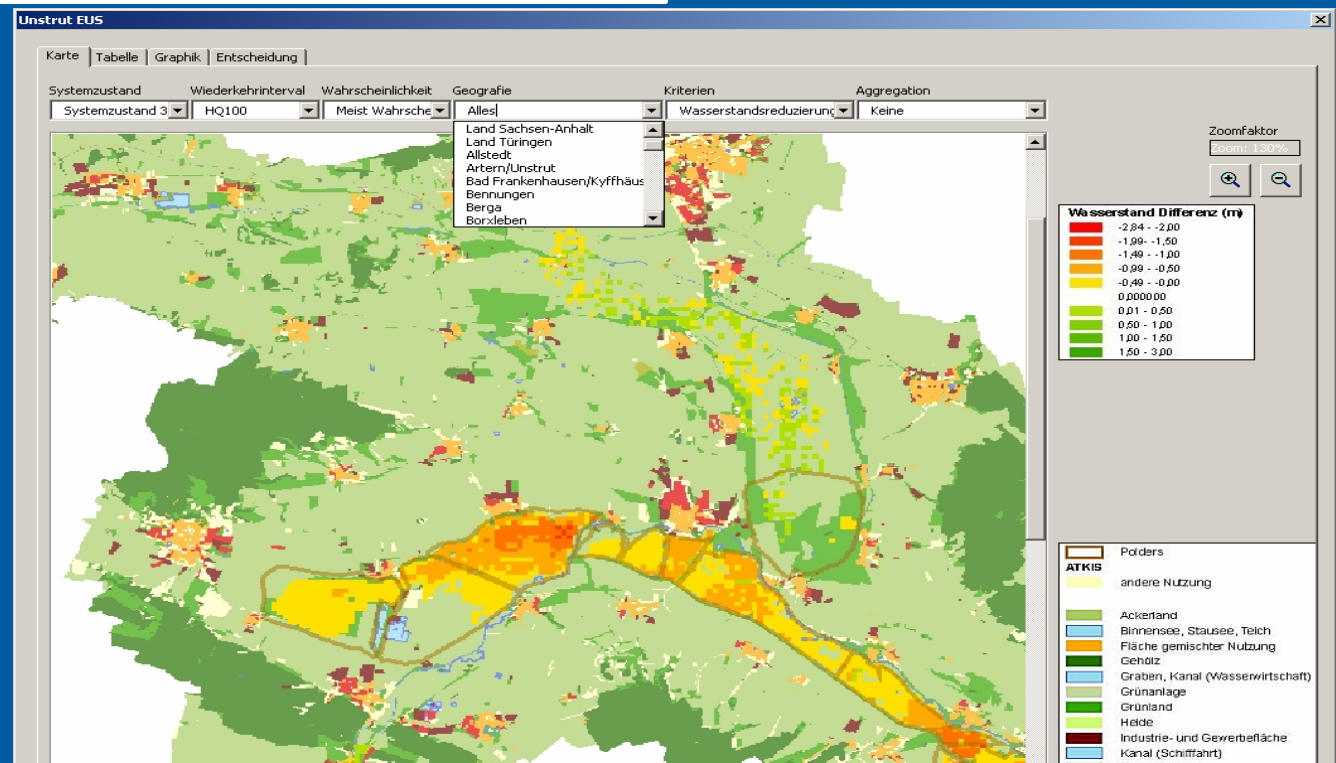 Unstrut EUS
Karte Tabelle Graphik Entscheidung
Systemzustand Wiederkehrinterval Wahrscheinlichkeit Geografie Kriterien Aggregation
Systemzustand 3 HQ100 Meist Wahrsche Alles Wasserstandsreduzierung Keine
Land Sachsen-Anhalt
Land Türingen
Allstedt
Artern/Unstrut
Bad Frankenhausen/Kyffhäus
Bennungen
Berga
Borxleben
Zoomfaktor
Zoom: 130%
Wasserstand Differenz (m)
-2,84 - -2,00
-1,99- -1,50
-1,49 - -1,00
-0,99 - -0,50
-0,49 - -0,00
0,000000
0,01 - 0,50
0,50 - 1,00
1,00 - 1,50
1,50 - 3,00
Polders
ATKIS
andere Nutzung
Ackerland
Binnensee, Stausee, Teich
Fläche gemischter Nutzung
Gehölz
Graben, Kanal (Wasserwirtschaft)
Grünanlage
Grünland
Heide
Industrie- und Gewerbefläche
Kanal (Schifffahrt)